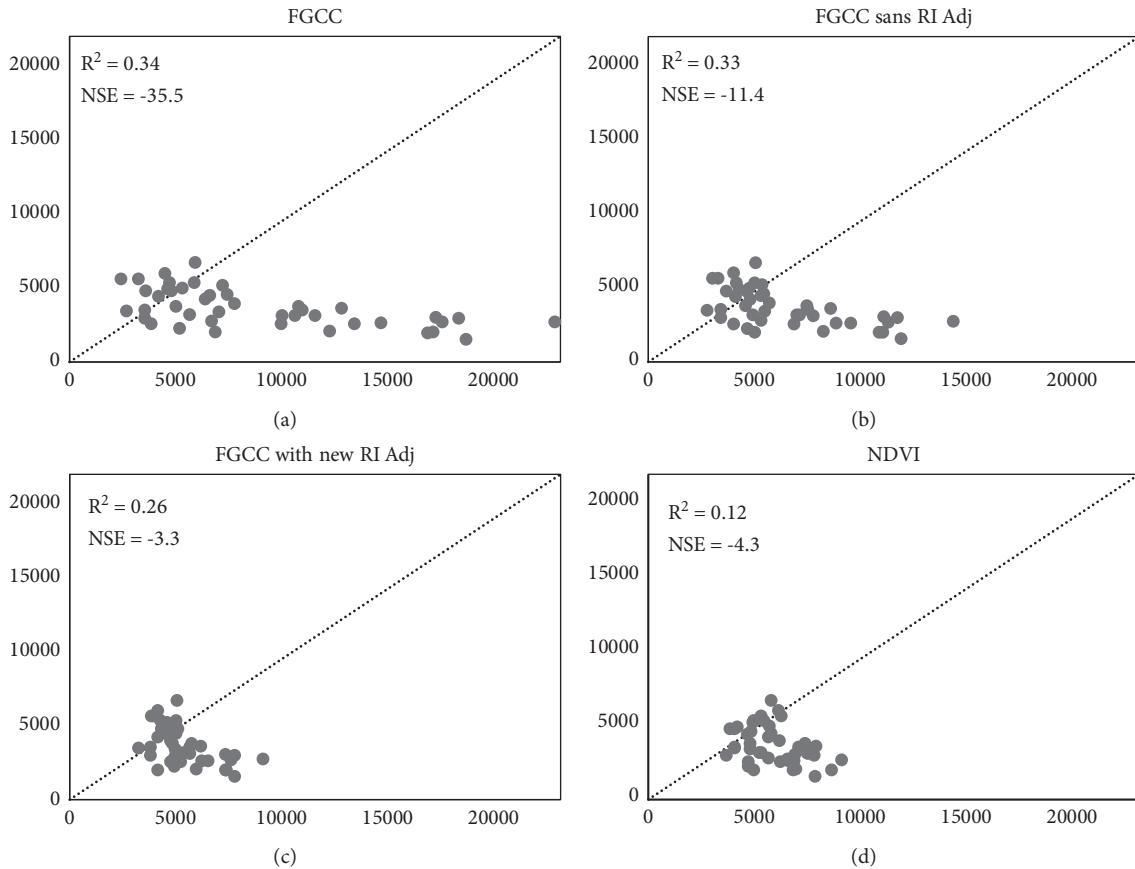 FGCC
R² = 0.34
NSE = -35.5
20000
15000
10000
5000
0
0 5000 10000 15000 20000
(a)
FGCC sans RI Adj
R² = 0.33
NSE = -11.4
20000
15000
10000
5000
0
0 5000 10000 15000 20000
(b)
FGCC with new RI Adj
R² = 0.26
NSE = -3.3
20000
15000
10000
5000
0
0 5000 10000 15000 20000
(c)
NDVI
R² = 0.12
NSE = -4.3
20000
15000
10000
5000
0
0 5000 10000 15000 20000
(d)